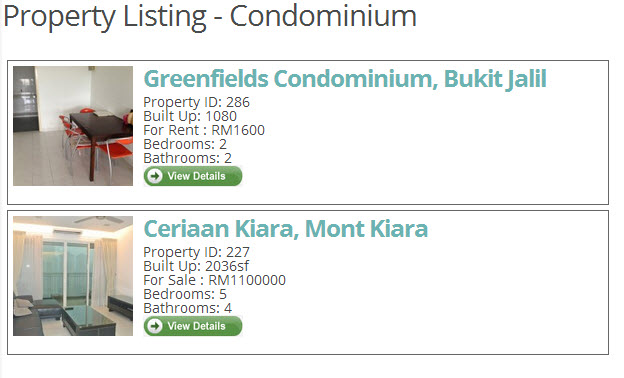 Property Listing - Condominium
Greenfields Condominium, Bukit Jalil
Property ID: 286
Built Up: 1080
For Rent : RM1600
Bedrooms: 2
Bathrooms: 2
View Details
Ceriaan Kiara, Mont Kiara
Property ID: 227
Built Up: 2036sf
For Sale : RM1100000
Bedrooms: 5
Bathrooms: 4
View Details